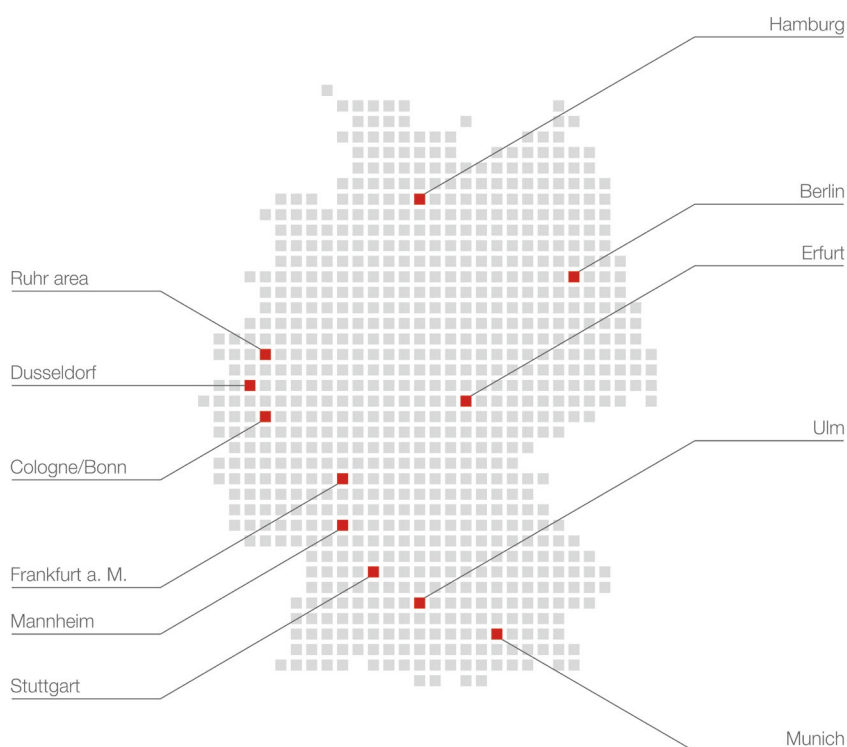 Hamburg
Berlin
Erfurt
Ruhr area
Dusseldorf
Ulm
Cologne/Bonn
Frankfurt a. M.
Mannheim
Stuttgart
Munich